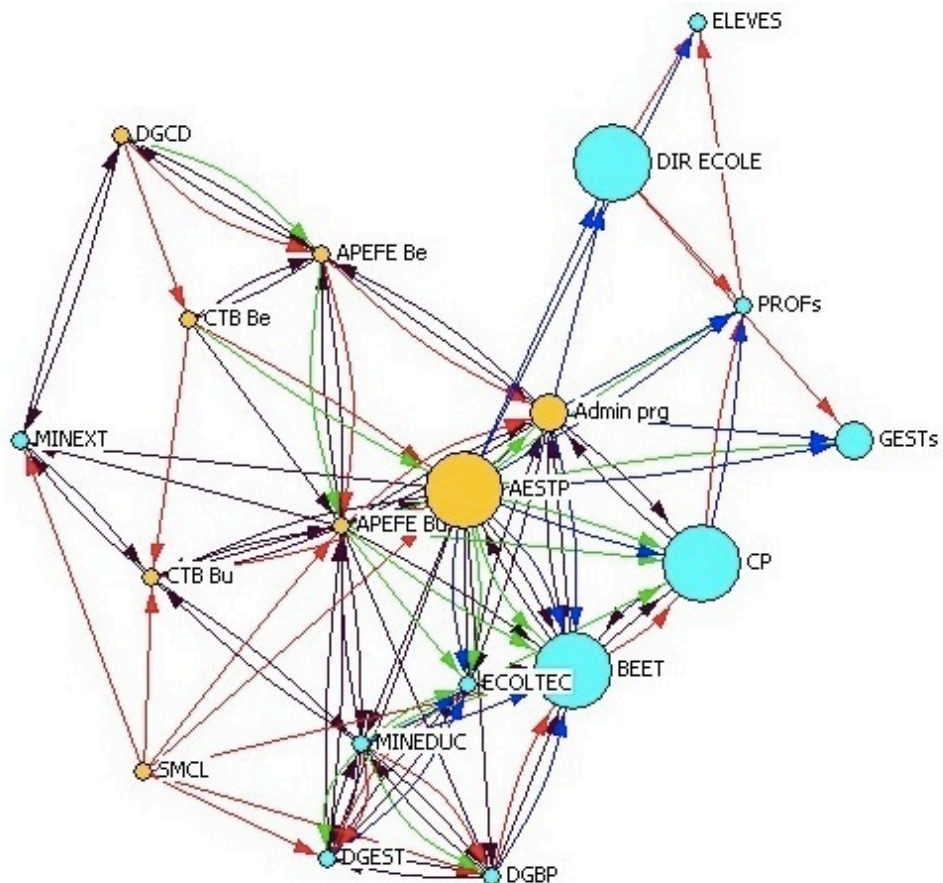 ELEVES
DGCD
DIR ECOLE
APEFE Be
PROFs
CTB Be
Admin prg
MINEXT
GESTs
AESTP
APEFE Bu
CP
CTB Bu
BEET
ECOLTEC
MINEDUC
SMCL
DGEST
DGBP